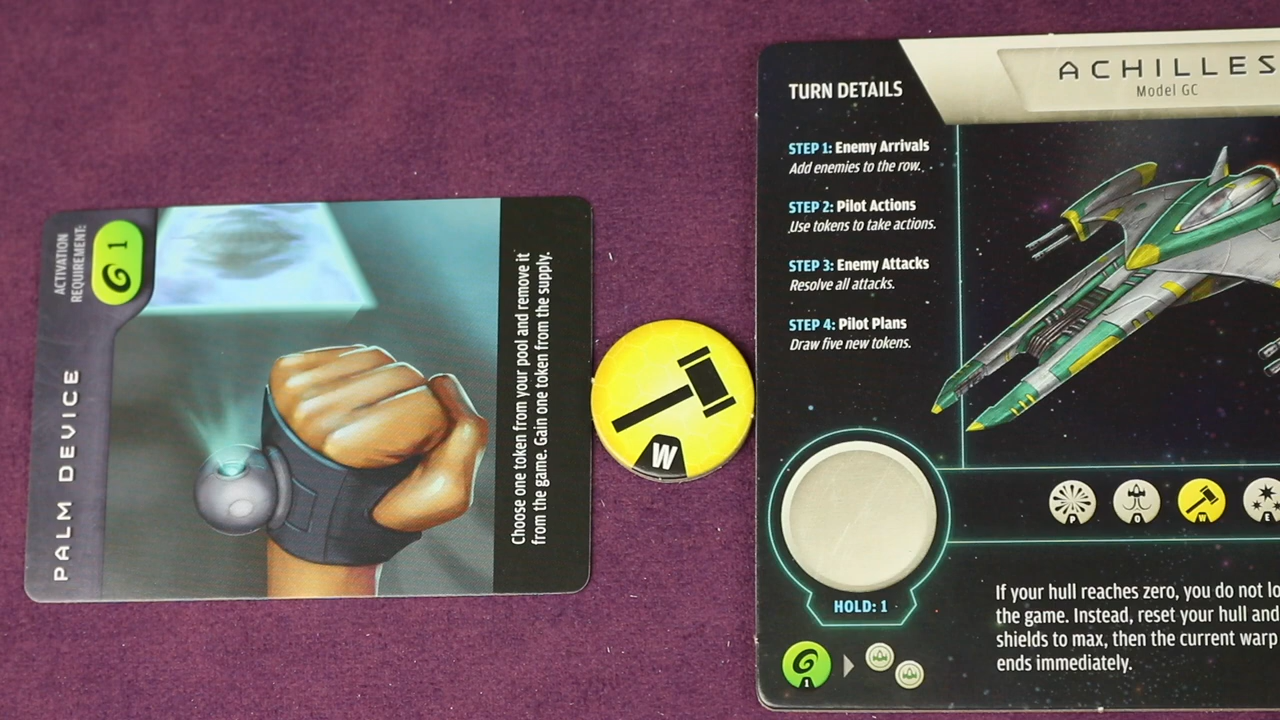 PALM DEVICE
ACTIVATION
REQUIREMENT:
1
Choose one token from your pool and remove it
from the game. Gain one token from the supply.
W
ACHILLES
Model GC
TURN DETAILS
STEP 1: Enemy Arrivals
Add enemies to the row.
STEP 2: Pilot Actions
Use tokens to take actions.
STEP 3: Enemy Attacks
Resolve all attacks.
STEP 4: Pilot Plans
Draw five new tokens.
P O W E
HOLD: 1
1
If your hull reaches zero, you do not lo
the game. Instead, reset your hull and
shields to max, then the current warp
ends immediately.